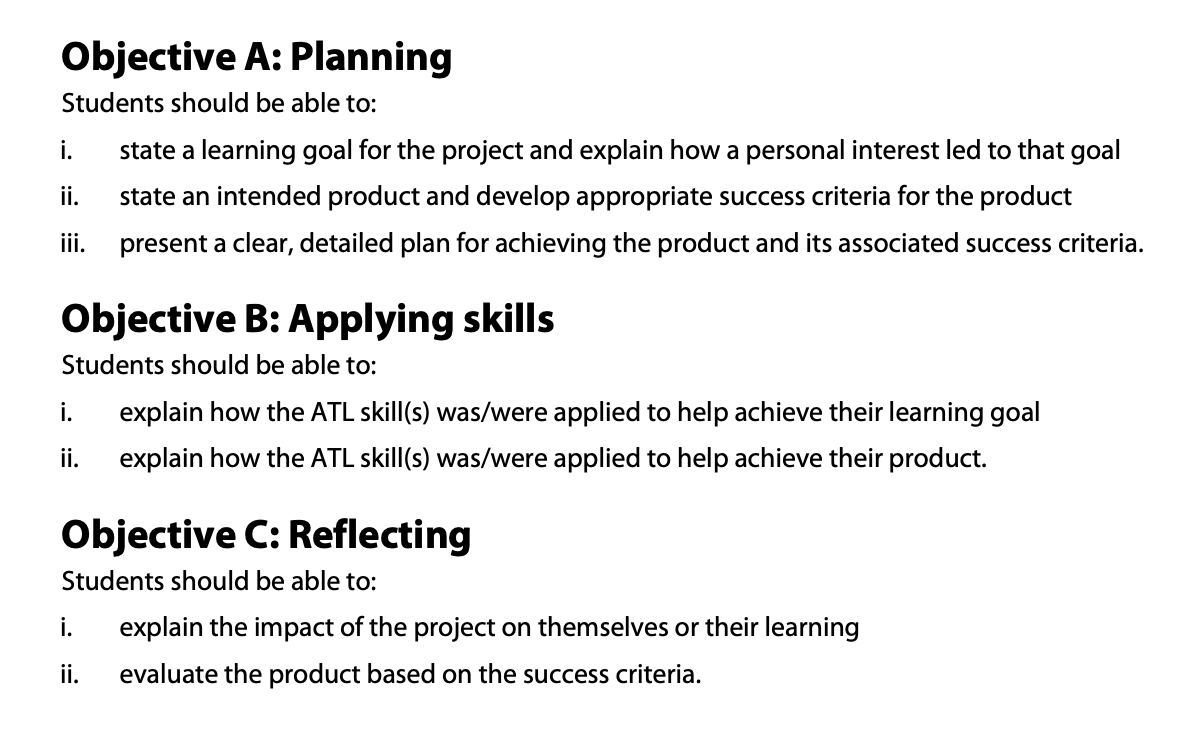 Objective A: Planning
Students should be able to:
i. state a learning goal for the project and explain how a personal interest led to that goal
ii. state an intended product and develop appropriate success criteria for the product
iii. present a clear, detailed plan for achieving the product and its associated success criteria.
Objective B: Applying skills
Students should be able to:
i. explain how the ATL skill(s) was/were applied to help achieve their learning goal
ii. explain how the ATL skill(s) was/were applied to help achieve their product.
Objective C: Reflecting
Students should be able to:
i. explain the impact of the project on themselves or their learning
ii. evaluate the product based on the success criteria.